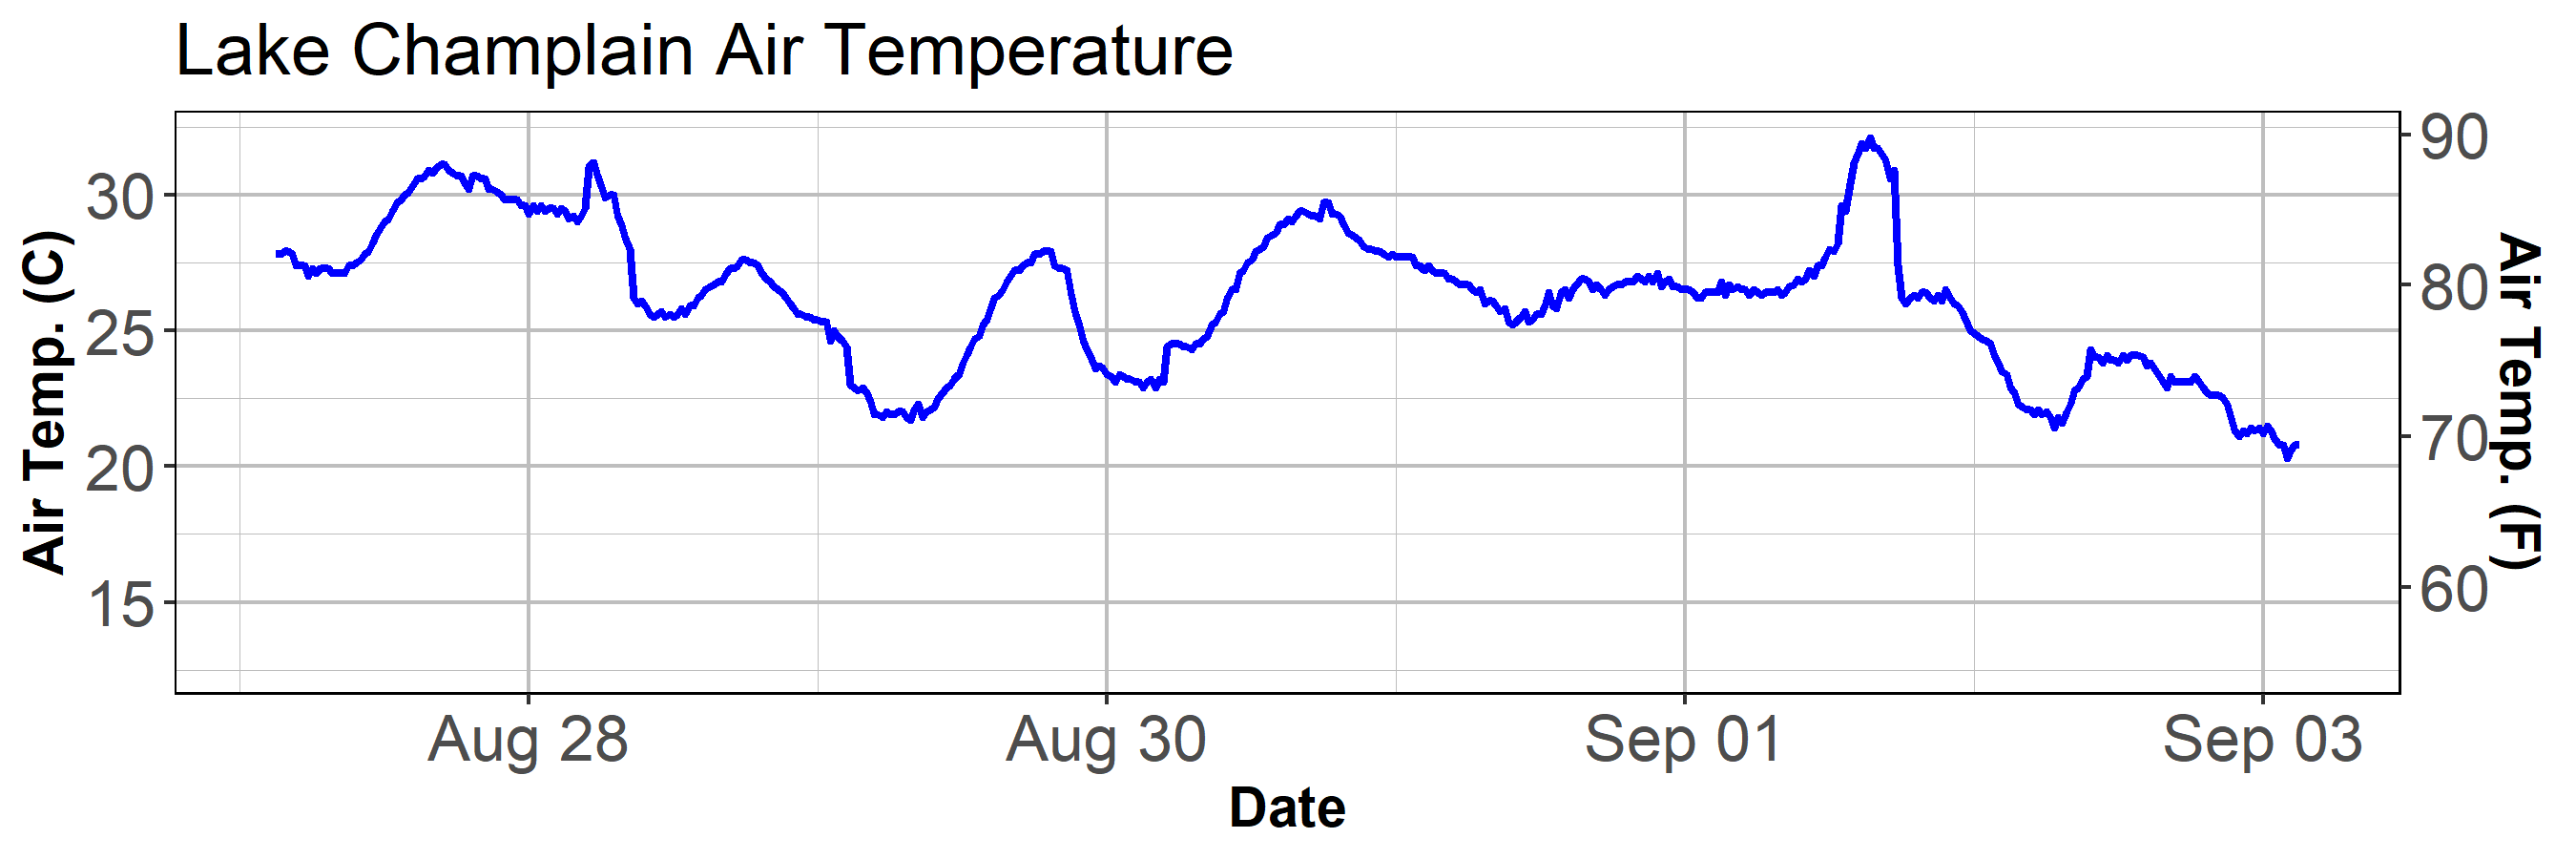 Lake Champlain Air Temperature
Air Temp. (C)
30
25
20
15
90
80
70
60
Air Temp. (F)
Aug 28
Aug 30
Sep 01
Sep 03
Date